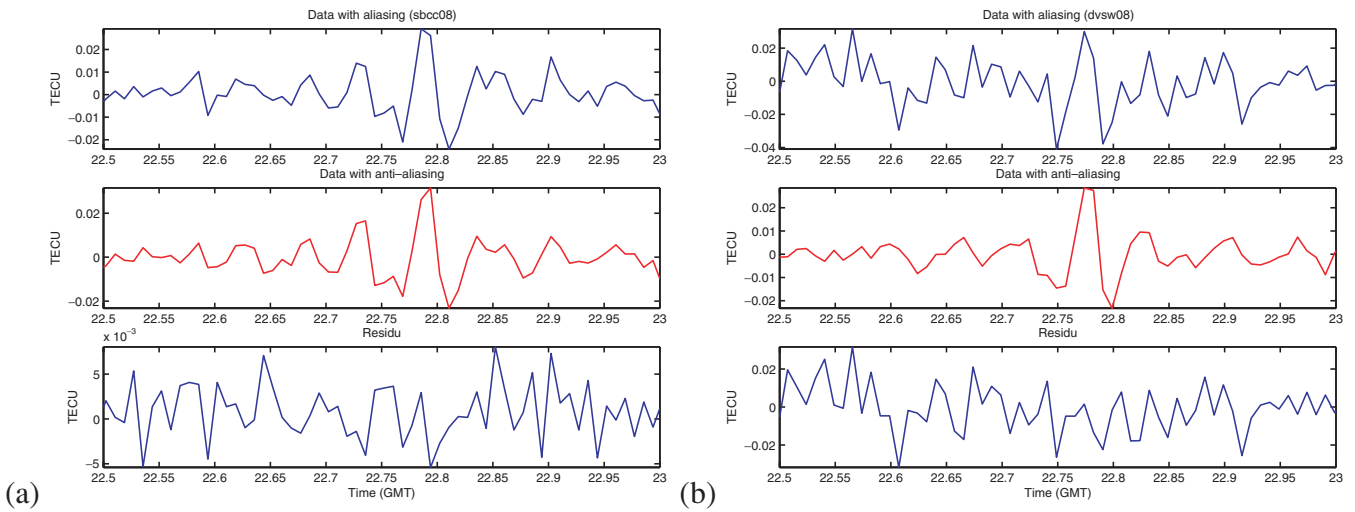 Data with aliasing (sbcc08)
0.02
0.01
0
−0.01
−0.02
TECU
22.5 22.55 22.6 22.65 22.7 22.75 22.8 22.85 22.9 22.95 23
Data with anti−aliasing
0.02
0
−0.02
TECU
22.5 22.55 22.6 22.65 22.7 22.75 22.8 22.85 22.9 22.95 23
x 10⁻³
Residu
5
0
−5
TECU
22.5 22.55 22.6 22.65 22.7 22.75 22.8 22.85 22.9 22.95 23
Time (GMT)
(a)
Data with aliasing (dvsw08)
0.02
0
−0.02
−0.04
TECU
22.5 22.55 22.6 22.65 22.7 22.75 22.8 22.85 22.9 22.95 23
Data with anti−aliasing
0.02
0.01
0
−0.01
−0.02
TECU
22.5 22.55 22.6 22.65 22.7 22.75 22.8 22.85 22.9 22.95 23
Residu
0.02
0
−0.02
TECU
22.5 22.55 22.6 22.65 22.7 22.75 22.8 22.85 22.9 22.95 23
Time (GMT)
(b)